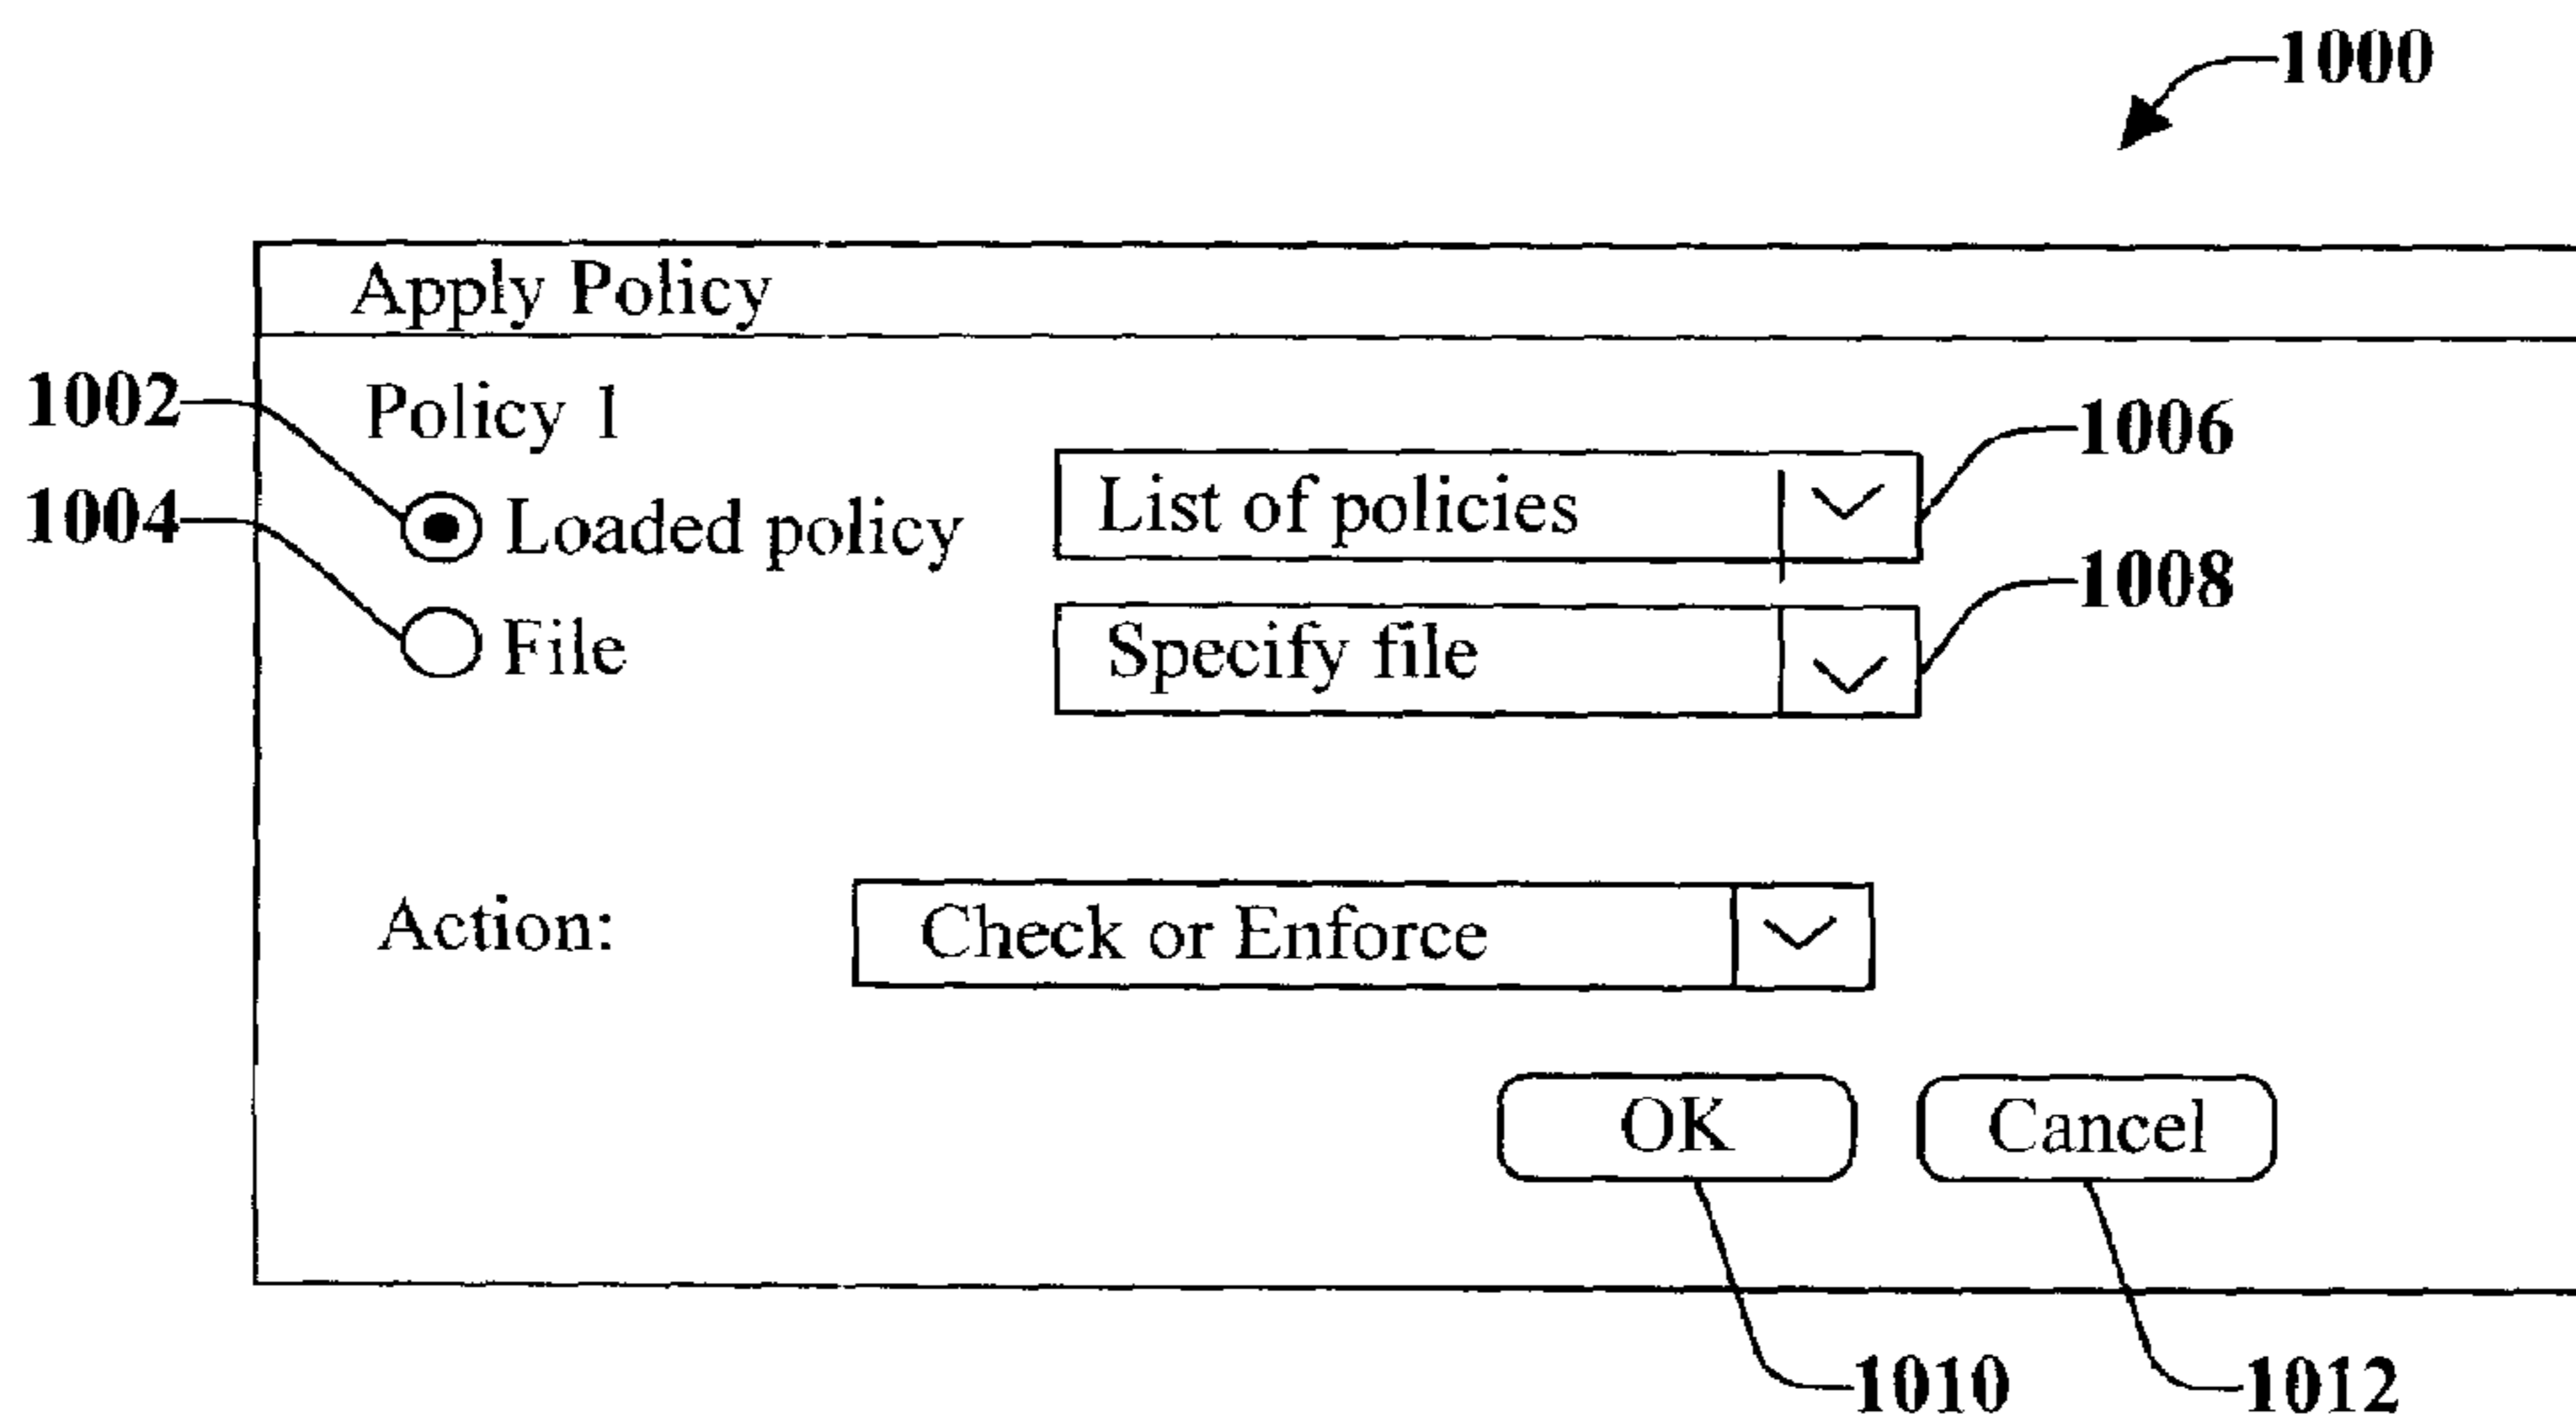 1000
Apply Policy
1002
Policy 1
1006
List of policies
1004
Loaded policy
1008
File
Specify file
Action:
Check or Enforce
OK
Cancel
1010
1012